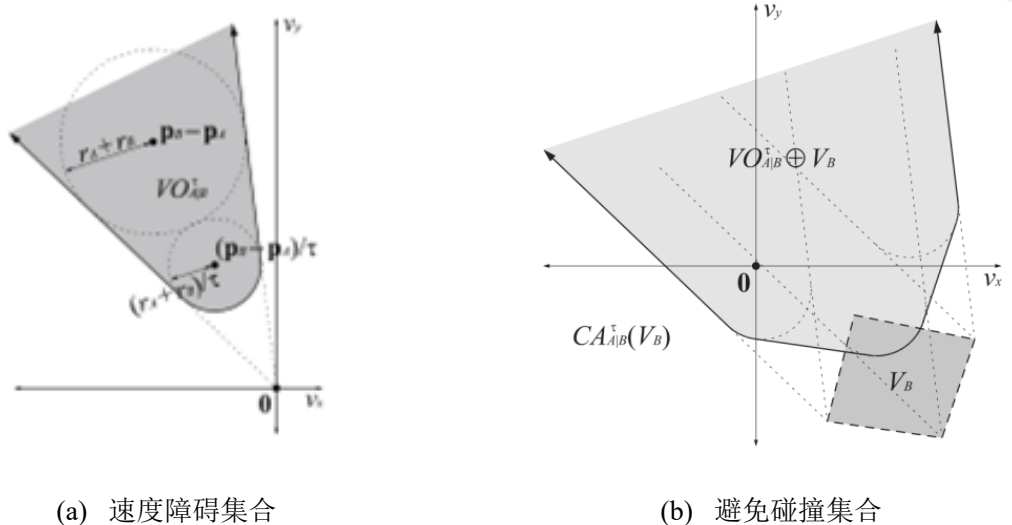 v_y
r_A + r_B
p_B − p_A
VO^τ_{A|B}
(p_B − p_A)/τ
(r_A + r_B)/τ
0
v_x
(a) 速度障碍集合
v_y
VO^τ_{A|B} ⊕ V_B
0
v_x
CA^τ_{A|B}(V_B)
V_B
(b) 避免碰撞集合